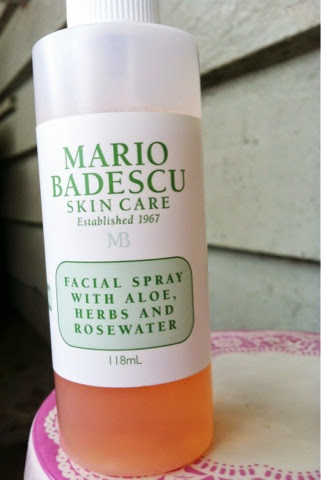 MARIO
BADESCU
SKIN CARE
Established 1967
MB
FACIAL SPRAY
WITH ALOE,
HERBS AND
ROSEWATER
118mL